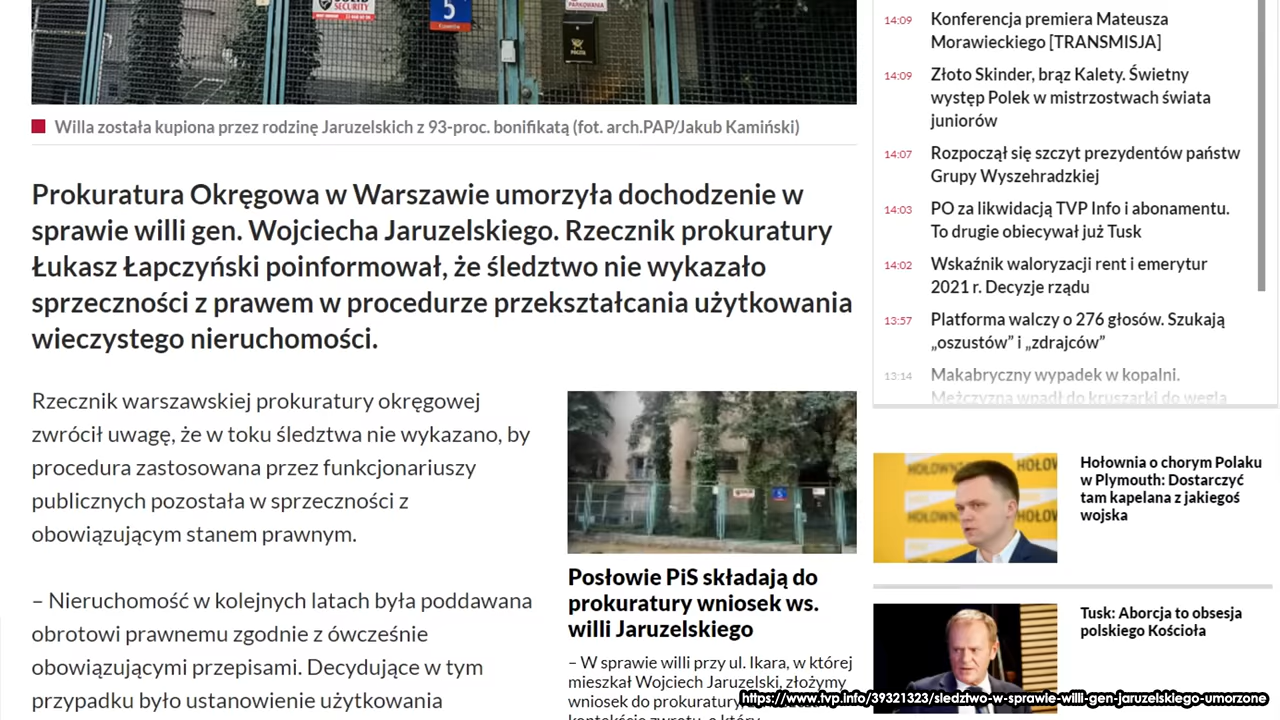 SECURITY
5
PARKOWANIA
Willa została kupiona przez rodzinę Jaruzelskich z 93-proc. bonifikatą (fot. arch.PAP/Jakub Kamiński)
Prokuratura Okręgowa w Warszawie umorzyła dochodzenie w
sprawie willi gen. Wojciecha Jaruzelskiego. Rzecznik prokuratury
Łukasz Łapczyński poinformował, że śledztwo nie wykazało
sprzeczności z prawem w procedurze przekształcania użytkowania
wieczystego nieruchomości.
Rzecznik warszawskiej prokuratury okręgowej
zwrócił uwagę, że w toku śledztwa nie wykazano, by
procedura zastosowana przez funkcjonariuszy
publicznych pozostała w sprzeczności z
obowiązującym stanem prawnym.
– Nieruchomość w kolejnych latach była poddawana
obrotowi prawnemu zgodnie z ówcześnie
obowiązującymi przepisami. Decydujące w tym
przypadku było ustanowienie użytkowania
Posłowie PiS składają do
prokuratury wniosek ws.
willi Jaruzelskiego
– W sprawie willi przy ul. Ikara, w której
mieszkał Wojciech Jaruzelski, złożymy
wniosek do prokuratury,
14:09 Konferencja premiera Mateusza
Morawieckiego [TRANSMISJA]
14:09 Złoto Skinder, brąz Kalety. Świetny
występ Polek w mistrzostwach świata
juniorów
14:07 Rozpoczął się szczyt prezydentów państw
Grupy Wyszehradzkiej
14:03 PO za likwidacją TVP Info i abonamentu.
To drugie obiecywał już Tusk
14:02 Wskaźnik waloryzacji rent i emerytur
2021 r. Decyzje rządu
13:57 Platforma walczy o 276 głosów. Szukają
„oszustów” i „zdrajców”
13:14 Makabryczny wypadek w kopalni.
Mężczyzna wpadł do kruszarki do węgla
Hołownia o chorym Polaku
w Plymouth: Dostarczyć
tam kapelana z jakiegoś
wojska
Tusk: Aborcja to obsesja
polskiego Kościoła
https://www.tvp.info/39321323/sledztwo-w-sprawie-willi-gen-jaruzelskiego-umorzone